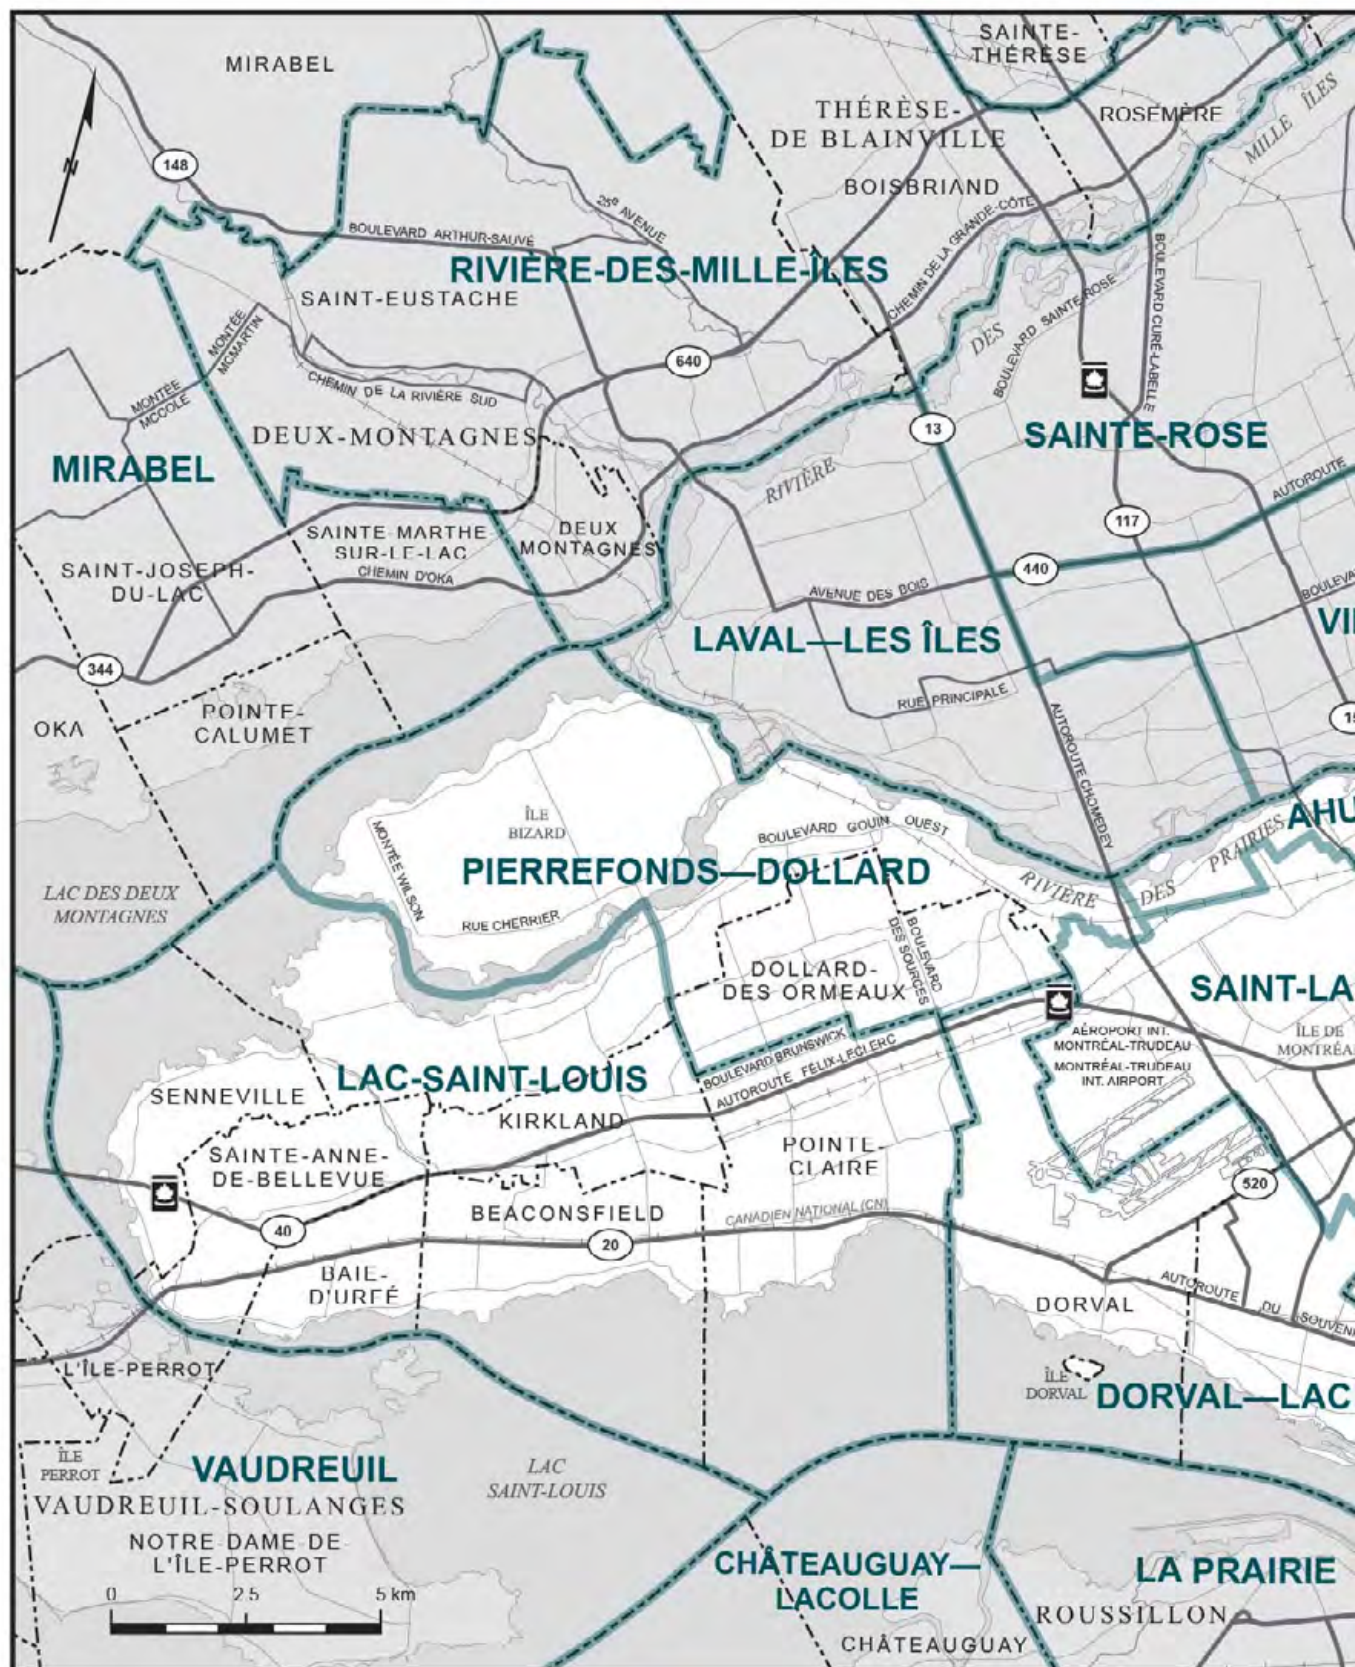 MIRABEL
SAINTE-
THÉRÈSE
THÉRÈSE-
DE BLAINVILLE
ROSEMÈRE
MILLE ÎLES
N
148
BOISBRIAND
25e AVENUE
BOULEVARD ARTHUR-SAUVÉ
CHEMIN DE LA GRANDE-CÔTE
RIVIÈRE-DES-MILLE-ÎLES
SAINT-EUSTACHE
DES
BOULEVARD SAINTE-ROSE
BOULEVARD CURÉ-LABELLE
MONTÉE
MCMARTIN
640
CHEMIN DE LA RIVIÈRE SUD
MONTÉE
MCCOLE
13
DEUX-MONTAGNES
SAINTE-ROSE
MIRABEL
RIVIÈRE
AUTOROUTE
117
SAINTE-MARTHE
SUR-LE-LAC
DEUX
MONTAGNES
SAINT-JOSEPH-
DU-LAC
CHEMIN D'OKA
440
AVENUE DES BOIS
BOULEVA
VI
LAVAL—LES ÎLES
344
RUE PRINCIPALE
OKA
POINTE-
CALUMET
15
AUTOROUTE CHOMEDEY
ÎLE
BIZARD
MONTÉE WILSON
BOULEVARD GOUIN OUEST
AHU
PIERREFONDS—DOLLARD
RIVIÈRE DES PRAIRIES
LAC DES DEUX
MONTAGNES
RUE CHERRIER
BOULEVARD
DES SOURCES
DOLLARD-
DES ORMEAUX
SAINT-LA
AÉROPORT INT.
MONTRÉAL-TRUDEAU
MONTRÉAL-TRUDEAU
INT. AIRPORT
ÎLE DE
MONTRÉAL
BOULEVARD BRUNSWICK
AUTOROUTE FÉLIX-LECLERC
LAC-SAINT-LOUIS
SENNEVILLE
KIRKLAND
POINTE-
CLAIRE
SAINTE-ANNE-
DE-BELLEVUE
520
BEACONSFIELD
CANADIEN NATIONAL (CN)
40
20
BAIE-
D'URFÉ
AUTOROUTE DU SOUVEN
DORVAL
L'ÎLE-PERROT
ÎLE
DORVAL
DORVAL—LAC
ÎLE
PERROT
VAUDREUIL
LAC
SAINT-LOUIS
VAUDREUIL-SOULANGES
NOTRE-DAME-DE-
L'ÎLE-PERROT
CHÂTEAUGUAY—
LACOLLE
LA PRAIRIE
0 2.5 5 km
ROUSSILLON
CHÂTEAUGUAY